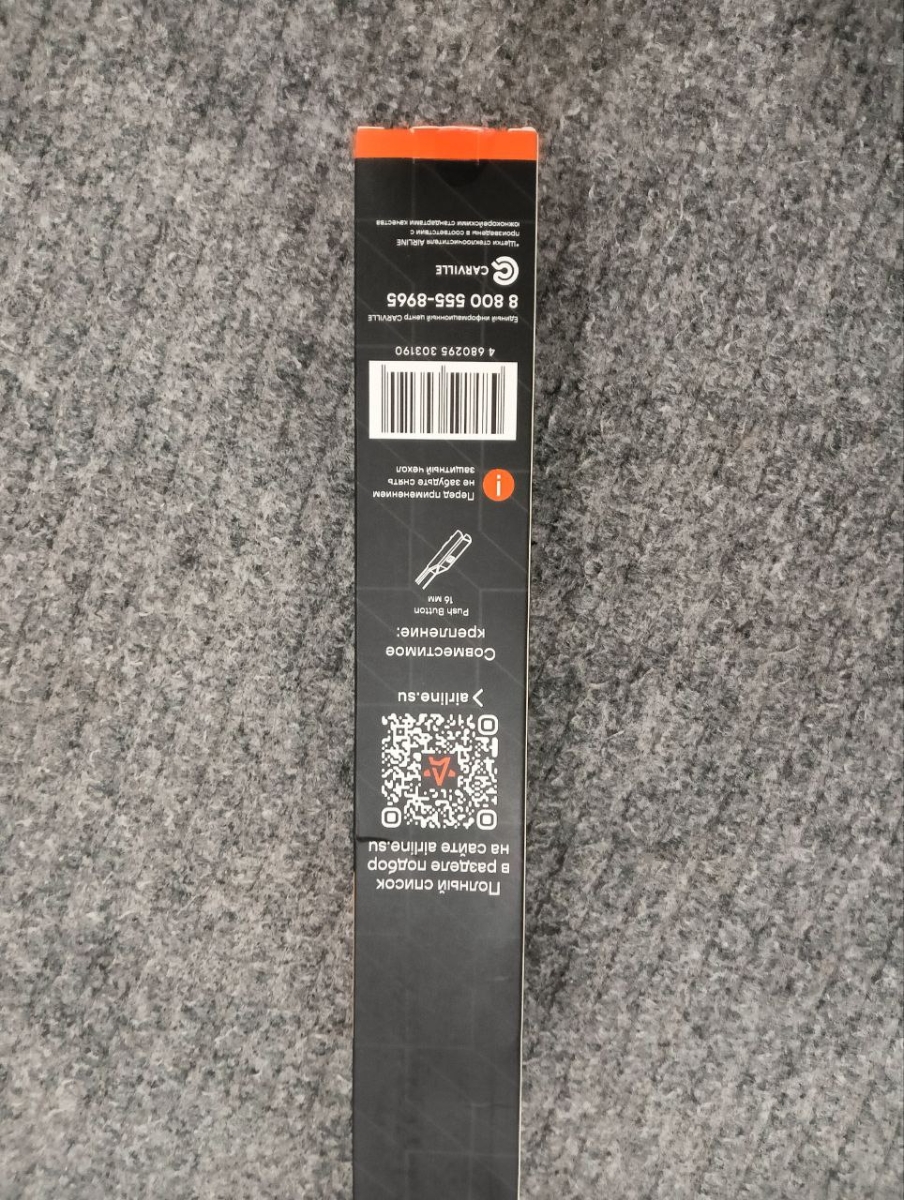 Полный список
в разделе подбор
на сайте airline.su
airline.su
Совместимое
крепление:
Push Button
16 мм
Перед применением
не забудьте снять
защитный чехол
4 680295 303190
Единый информационный центр CARVILLE
8 800 555-8965
CARVILLE
*Щетки стеклоочистителя AIRLINE
произведены в соответствии с
южнокорейскими стандартами качества